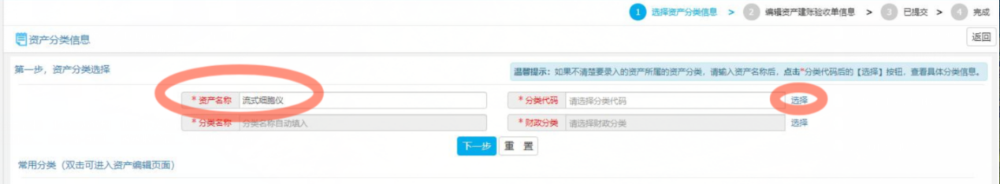 1 选择资产分类信息 > 2 编辑资产建账验收单信息 > 3 已提交 > 4 完成
资产分类信息 返回
第一步，资产分类选择 温馨提示：如果不清楚要录入的资产所属的资产分类，请输入资产名称后，点击*分类代码后的【选择】按钮，查看具体分类信息。
* 资产名称 流式细胞仪 * 分类代码 请选择分类代码 选择
* 分类名称 分类名称自动填入 * 财政分类 请选择财政分类 选择
下一步 重 置
常用分类（双击可进入资产编辑页面）